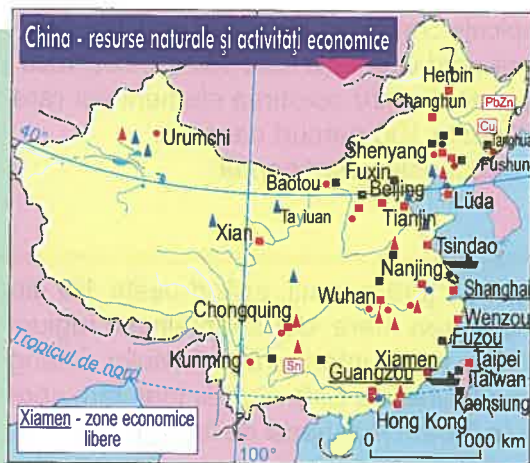 China - resurse naturale și activități economice
Herbin
Changhun
PbZn
Cu
Tanghua
Fushun
40°
Urumchi
Shenyang
Fuxin
Baotou
Beijing
Lüda
Taiyuan
Tianjin
Xian
Tsindao
Nanjing
Shanghai
Wuhan
Wenzou
Chongquing
Fuzou
Tropicul de nord
Kunming
Sn
Xiamen
Taipei
Guangzou
Taiwan
Kaohsiung
Xiamen - zone economice
libere
Hong Kong
100°
0 1000 km